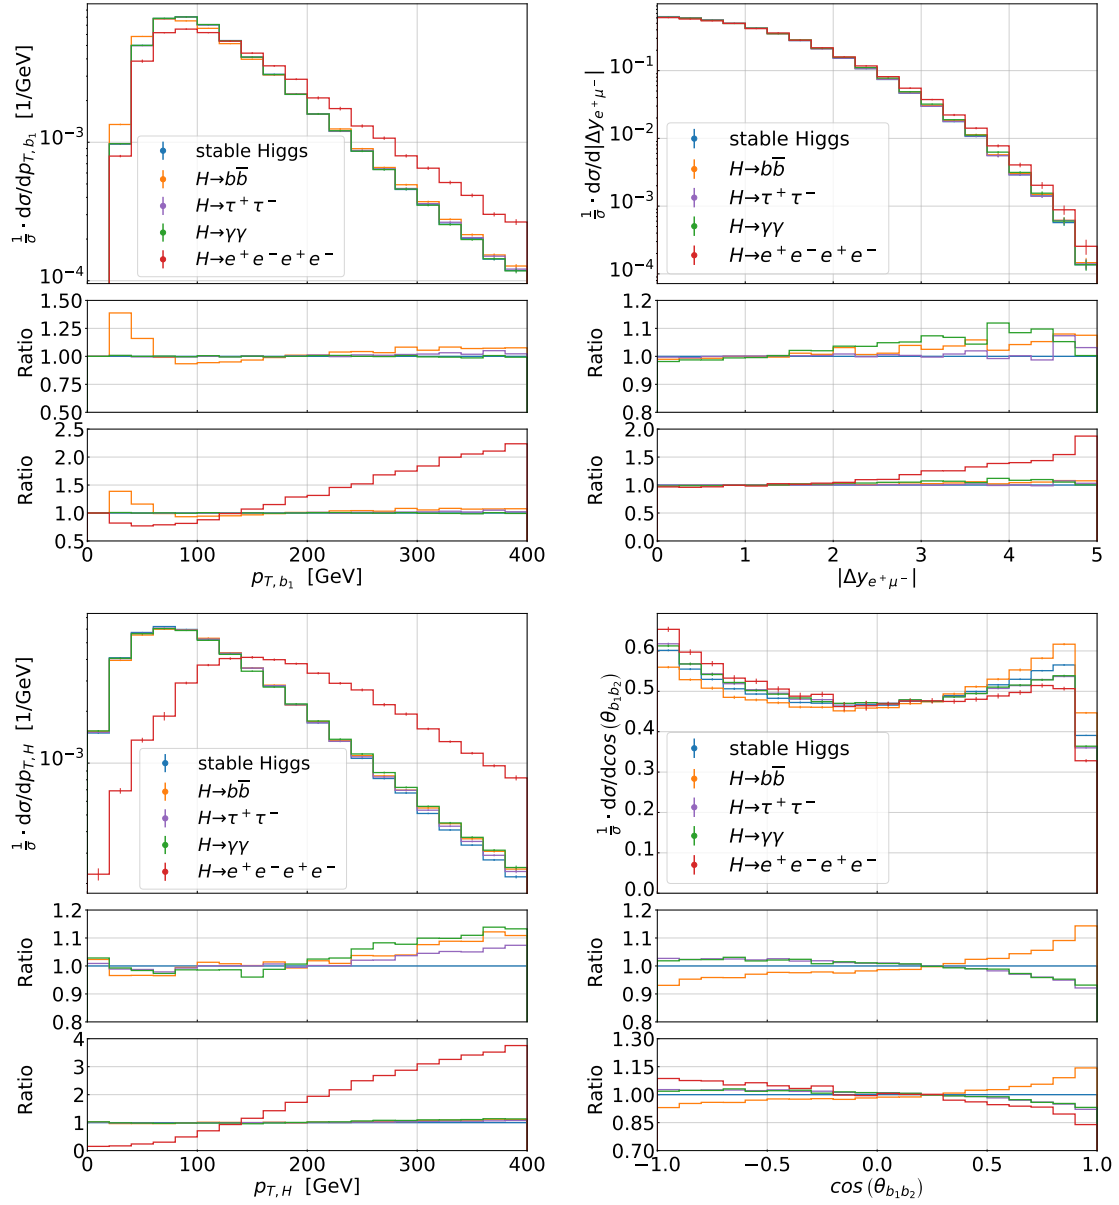 1/σ · dσ/dp_{T,b_1} [1/GeV]
10^{-3}
10^{-4}
stable Higgs
H→b\overline{b}
H→τ^+τ^-
H→γγ
H→e^+e^-e^+e^-
Ratio
1.50
1.25
1.00
0.75
0.50
Ratio
2.5
2.0
1.5
1.0
0.5
0 100 200 300 400
p_{T,b_1} [GeV]
1/σ · dσ/d|Δy_{e^+μ^-}|
10^{-1}
10^{-2}
10^{-3}
10^{-4}
stable Higgs
H→b\overline{b}
H→τ^+τ^-
H→γγ
H→e^+e^-e^+e^-
Ratio
1.2
1.1
1.0
0.9
0.8
Ratio
2.0
1.5
1.0
0.5
0.0
0 1 2 3 4 5
|Δy_{e^+μ^-}|
1/σ · dσ/dp_{T,H} [1/GeV]
10^{-3}
stable Higgs
H→b\overline{b}
H→τ^+τ^-
H→γγ
H→e^+e^-e^+e^-
Ratio
1.2
1.1
1.0
0.9
0.8
Ratio
4
3
2
1
0
0 100 200 300 400
p_{T,H} [GeV]
1/σ · dσ/dcos(θ_{b_1b_2})
0.6
0.5
0.4
0.3
0.2
0.1
0.0
stable Higgs
H→b\overline{b}
H→τ^+τ^-
H→γγ
H→e^+e^-e^+e^-
Ratio
1.2
1.1
1.0
0.9
0.8
Ratio
1.30
1.15
1.00
0.85
0.70
−1.0 −0.5 0.0 0.5 1.0
cos(θ_{b_1b_2})